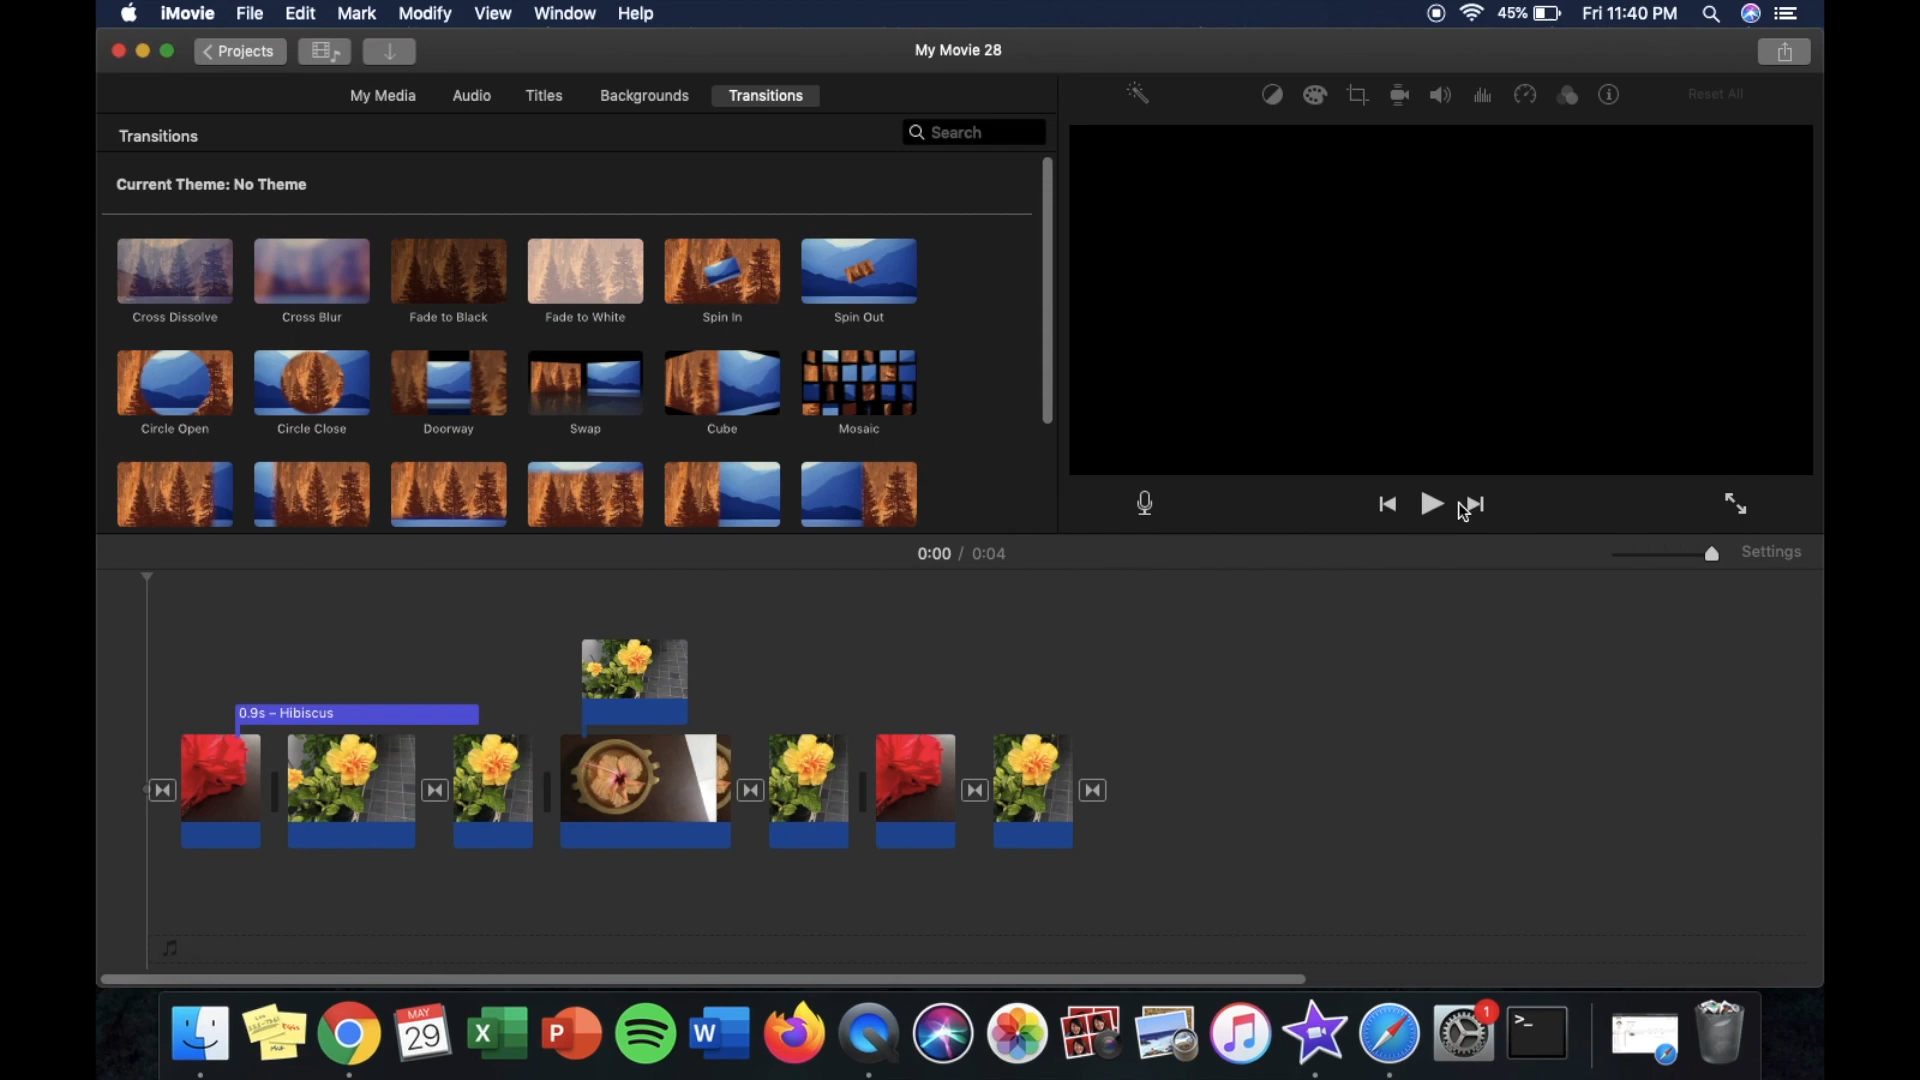 iMovie File Edit Mark Modify View Window Help 45% Fri 11:40 PM
Projects My Movie 28
My Media Audio Titles Backgrounds Transitions Reset All
Transitions Search
Current Theme: No Theme
Cross Dissolve Cross Blur Fade to Black Fade to White Spin In Spin Out
Circle Open Circle Close Doorway Swap Cube Mosaic
0:00 / 0:04 Settings
0.9s – Hibiscus
MAY
29
X P W >_ 1